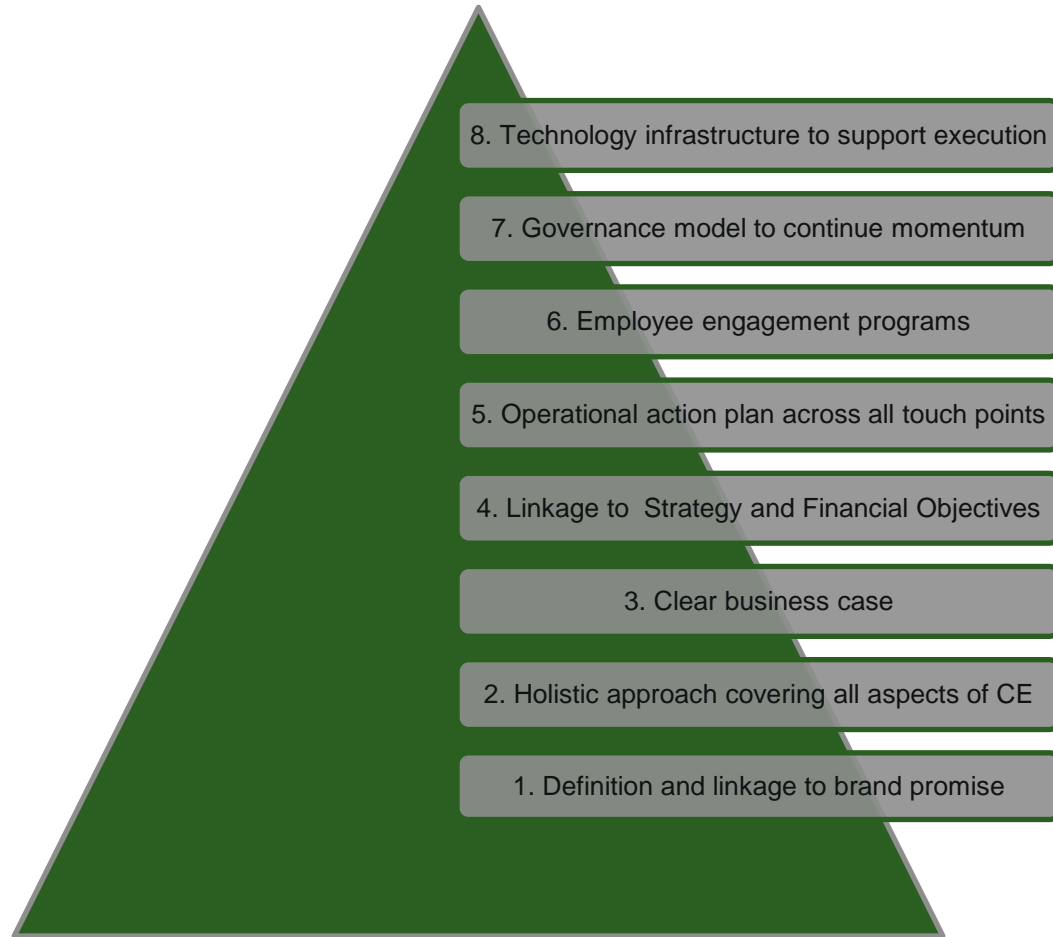 8. Technology infrastructure to support execution
7. Governance model to continue momentum
6. Employee engagement programs
5. Operational action plan across all touch points
4. Linkage to  Strategy and Financial Objectives
3. Clear business case
2. Holistic approach covering all aspects of CE
1. Definition and linkage to brand promise